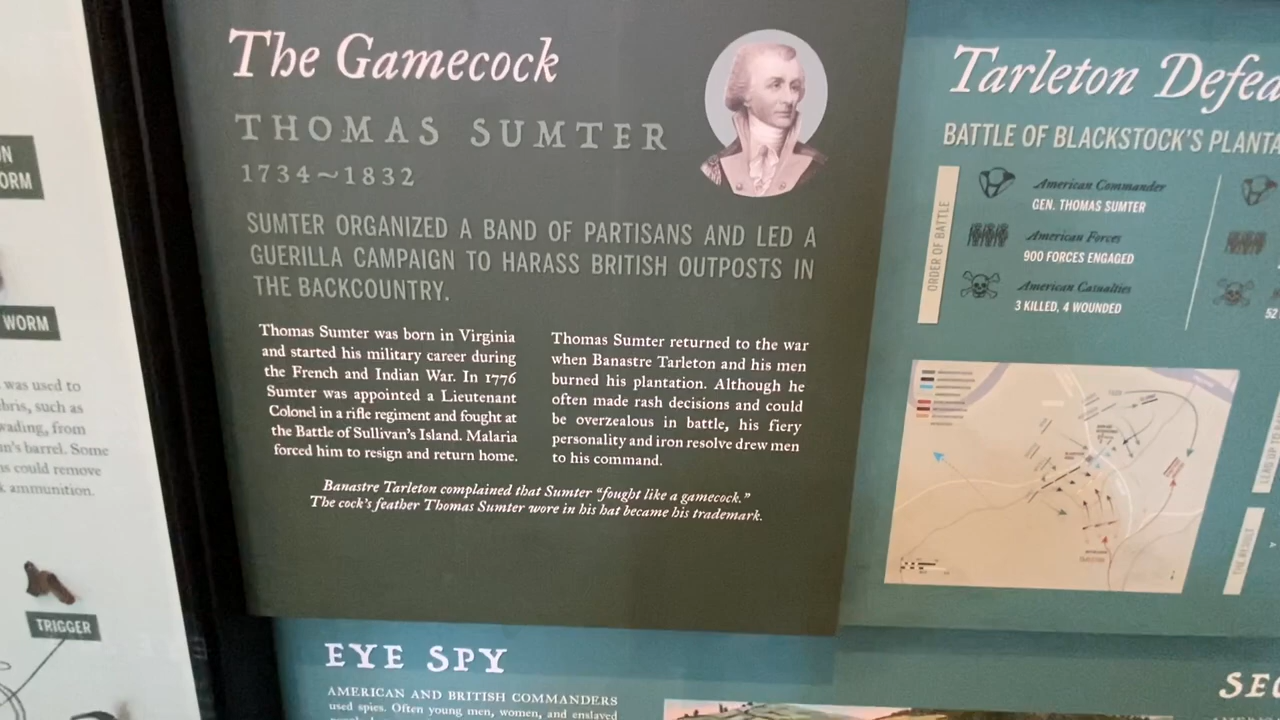 The Gamecock
THOMAS SUMTER
1734~1832
SUMTER ORGANIZED A BAND OF PARTISANS AND LED A
GUERILLA CAMPAIGN TO HARASS BRITISH OUTPOSTS IN
THE BACKCOUNTRY.
Thomas Sumter was born in Virginia
and started his military career during
the French and Indian War. In 1776
Sumter was appointed a Lieutenant
Colonel in a rifle regiment and fought at
the Battle of Sullivan's Island. Malaria
forced him to resign and return home.
Thomas Sumter returned to the war
when Banastre Tarleton and his men
burned his plantation. Although he
often made rash decisions and could
be overzealous in battle, his fiery
personality and iron resolve drew men
to his command.
Banastre Tarleton complained that Sumter "fought like a gamecock."
The cock's feather Thomas Sumter wore in his hat became his trademark.
Tarleton
BATTLE OF BLACKSTOCK'S
ORDER OF BATTLE
American Commander
GEN. THOMAS SUMTER
American Forces
900 FORCES ENGAGED
American Casualties
3 KILLED, 4 WOUNDED
52
THE RESULT
WORM
was used to
such as
from
barrel. Some
could remove
ammunition.
TRIGGER
EYE SPY
AMERICAN AND BRITISH COMMANDERS
used spies. Often young men, women, and enslaved